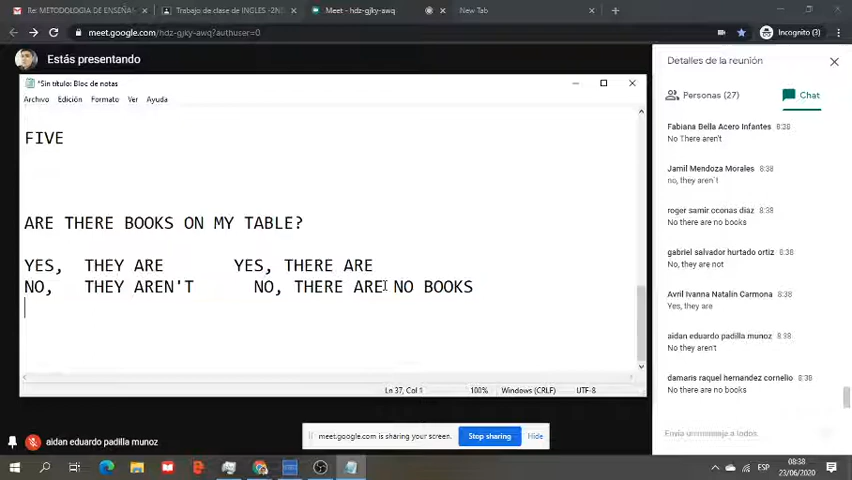 Re: METODOLOGIA DE ENSEÑA
Trabajo de clase de INGLES -2N
Meet - hdz-gjky-awq
New Tab
meet.google.com/hdz-gjky-awq?authuser=0
Incognito (3)
Estás presentando
*Sin título: Bloc de notas
Archivo Edición Formato Ver Ayuda
FIVE
ARE THERE BOOKS ON MY TABLE?
YES, THEY ARE YES, THERE ARE
NO, THEY AREN'T NO, THERE ARE NO BOOKS
Ln 37, Col 1 100% Windows (CRLF) UTF-8
aidan eduardo padilla munoz
meet.google.com is sharing your screen. Stop sharing Hide
Detalles de la reunión
Personas (27) Chat
Fabiana Bella Acero Infantes 8:38
No There aren't
Jamil Mendoza Morales 8:38
no, they aren´t
roger samir cconas diaz 8:38
No there are no books
gabriel salvador hurtado ortiz 8:38
No, they are not
Avril Ivanna Natalin Carmona 8:38
Yes, they are
aidan eduardo padilla munoz 8:38
No they aren't
damaris raquel hernandez cornelio 8:38
No there are no books
Envía un mensaje a todos.
ESP
08:38
23/06/2020